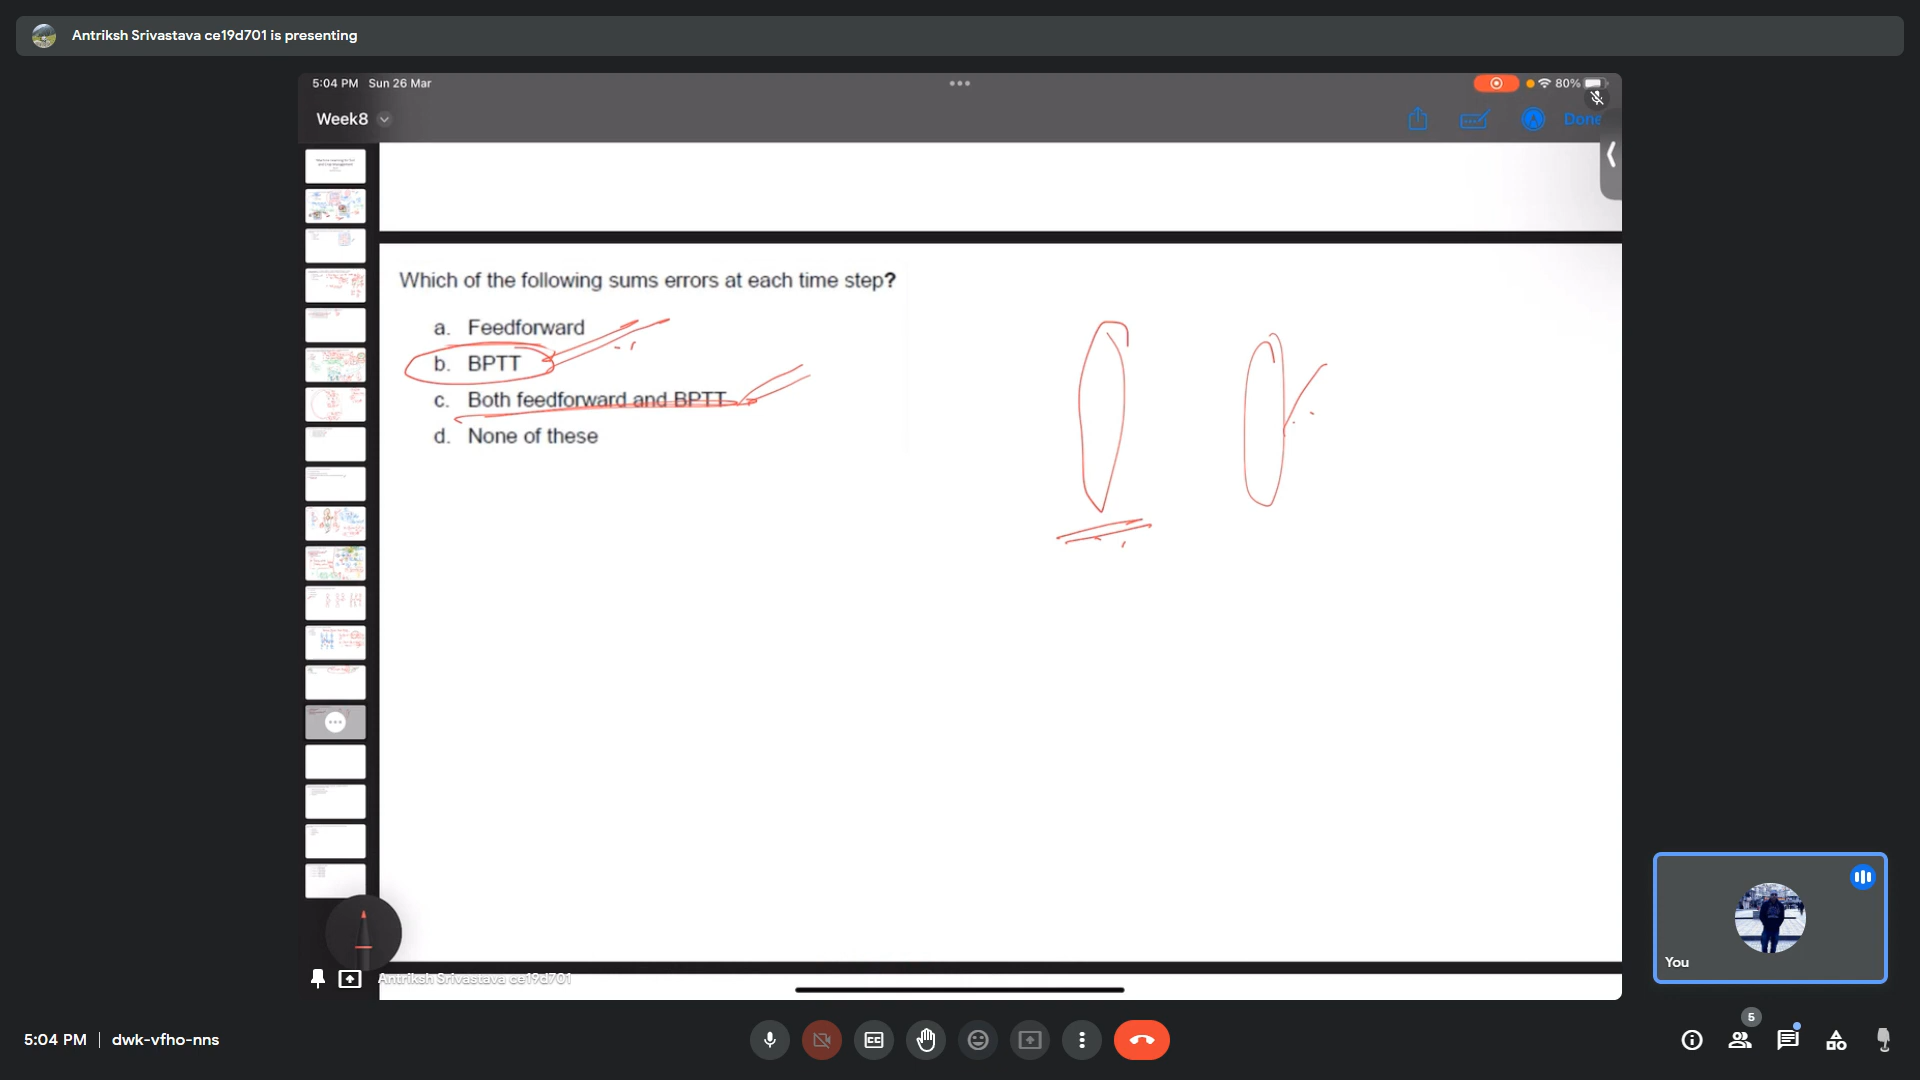 Antriksh Srivastava ce19d701 is presenting
5:04 PM Sun 26 Mar
80%
Week8
Done
Which of the following sums errors at each time step?
a. Feedforward
b. BPTT
c. Both feedforward and BPTT
d. None of these
Antriksh Srivastava ce19d701
You
5:04 PM | dwk-vfho-nns
CC
5